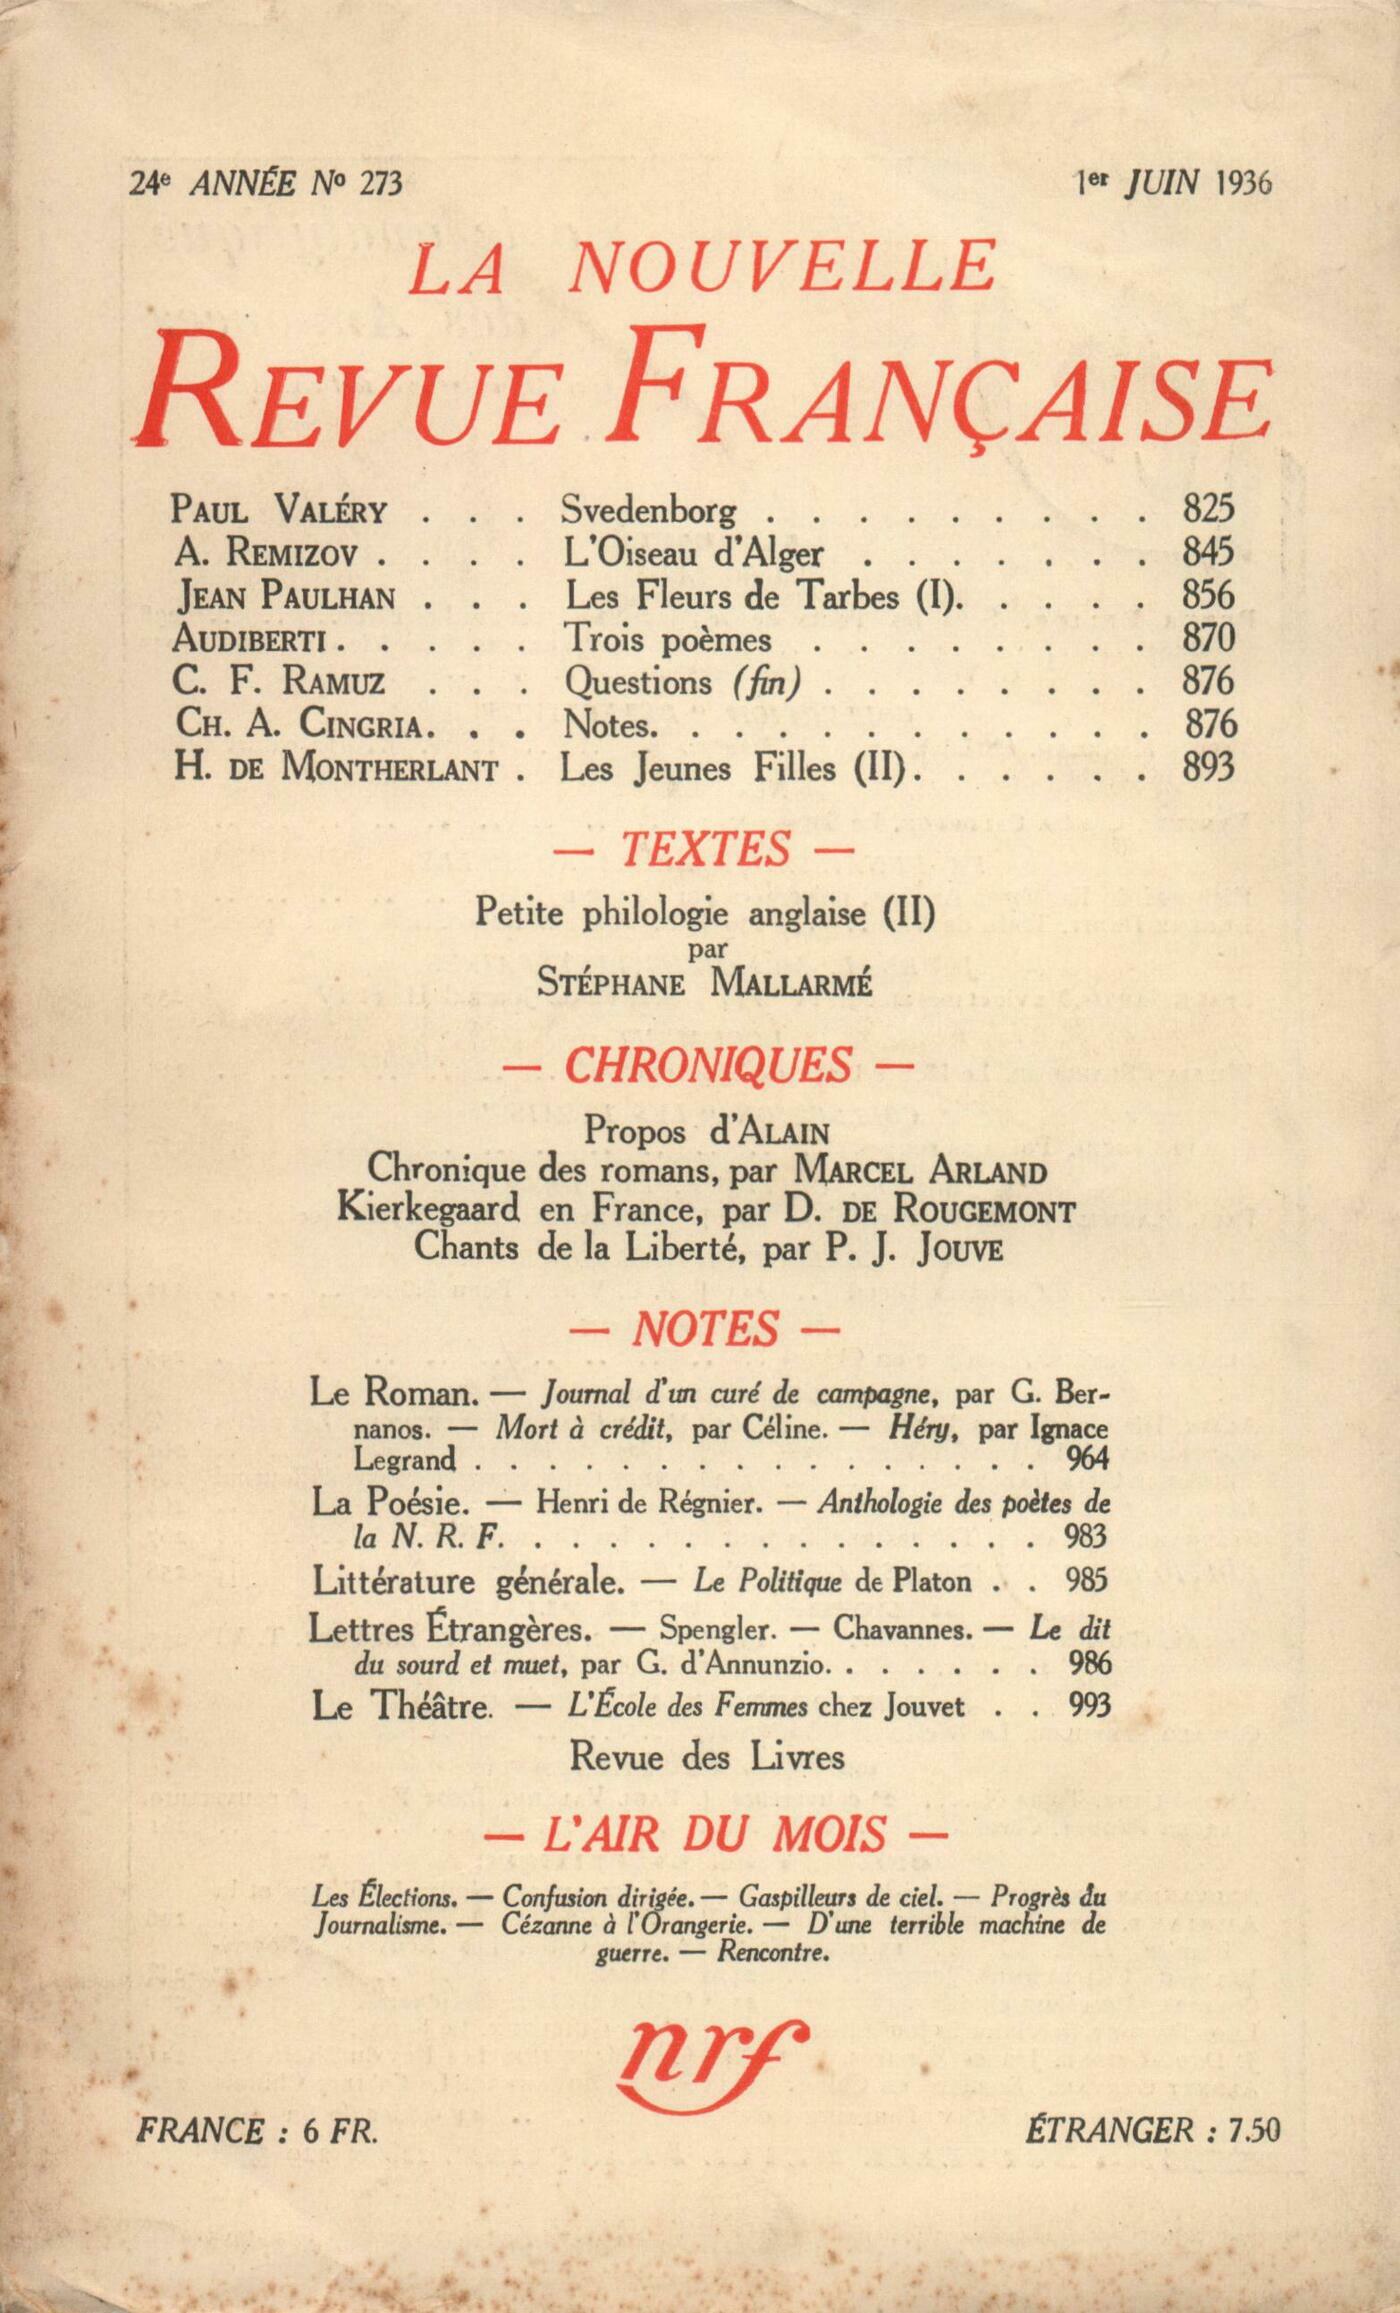 24e ANNÉE No 273
1er JUIN 1936
LA NOUVELLE
REVUE FRANÇAISE
PAUL VALÉRY . . . Svedenborg . . . . . . . . . 825
A. REMIZOV . . . . L'Oiseau d'Alger . . . . . . . 845
JEAN PAULHAN . . . Les Fleurs de Tarbes (I). . . . . 856
AUDIBERTI . . . . . Trois poèmes . . . . . . . . 870
C. F. RAMUZ . . . Questions (fin) . . . . . . . . 876
CH. A. CINGRIA. . . Notes. . . . . . . . . . . . 876
H. DE MONTHERLANT . Les Jeunes Filles (II). . . . . . 893
— TEXTES —
Petite philologie anglaise (II)
par
STÉPHANE MALLARMÉ
— CHRONIQUES —
Propos d'ALAIN
Chronique des romans, par MARCEL ARLAND
Kierkegaard en France, par D. DE ROUGEMONT
Chants de la Liberté, par P. J. JOUVE
— NOTES —
Le Roman. — Journal d'un curé de campagne, par G. Ber-
nanos. — Mort à crédit, par Céline. — Héry, par Ignace
Legrand . . . . . . . . . . . . . . . . 964
La Poésie. — Henri de Régnier. — Anthologie des poètes de
la N. R. F. . . . . . . . . . . . . . . . 983
Littérature générale. — Le Politique de Platon . . 985
Lettres Étrangères. — Spengler. — Chavannes. — Le dit
du sourd et muet, par G. d'Annunzio. . . . . . . 986
Le Théâtre. — L'École des Femmes chez Jouvet . . 993
Revue des Livres
— L'AIR DU MOIS —
Les Élections. — Confusion dirigée. — Gaspilleurs de ciel. — Progrès du
Journalisme. — Cézanne à l'Orangerie. — D'une terrible machine de
guerre. — Rencontre.
nrf
FRANCE : 6 FR.
ÉTRANGER : 7.50